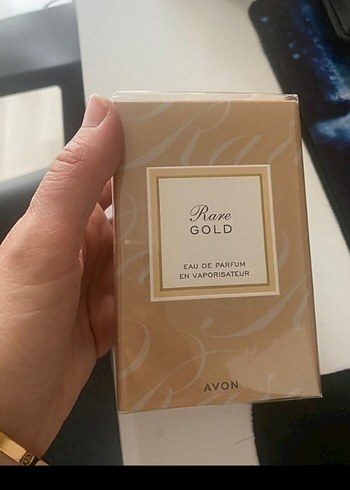 Rare
GOLD
EAU DE PARFUM
EN VAPORISATEUR
AVON